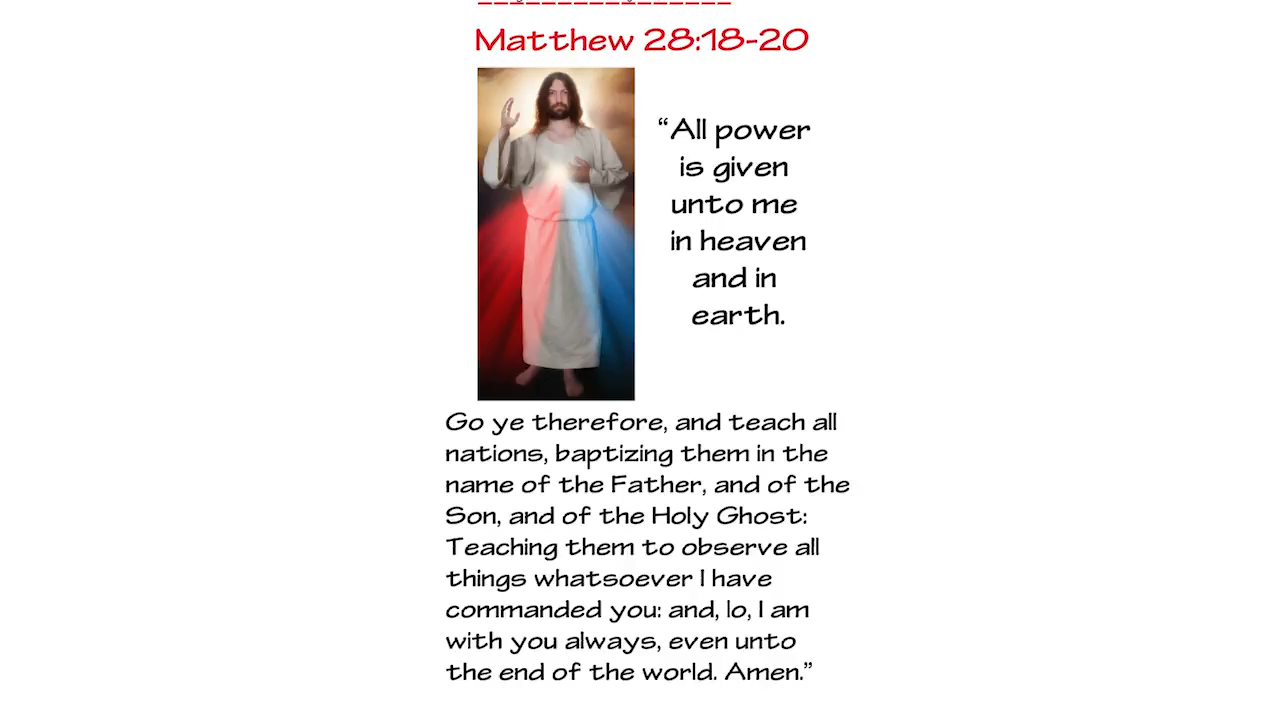 Matthew 28:18-20
“All power
is given
unto me
in heaven
and in
earth.
Go ye therefore, and teach all
nations, baptizing them in the
name of the Father, and of the
Son, and of the Holy Ghost:
Teaching them to observe all
things whatsoever I have
commanded you: and, lo, I am
with you always, even unto
the end of the world. Amen.”